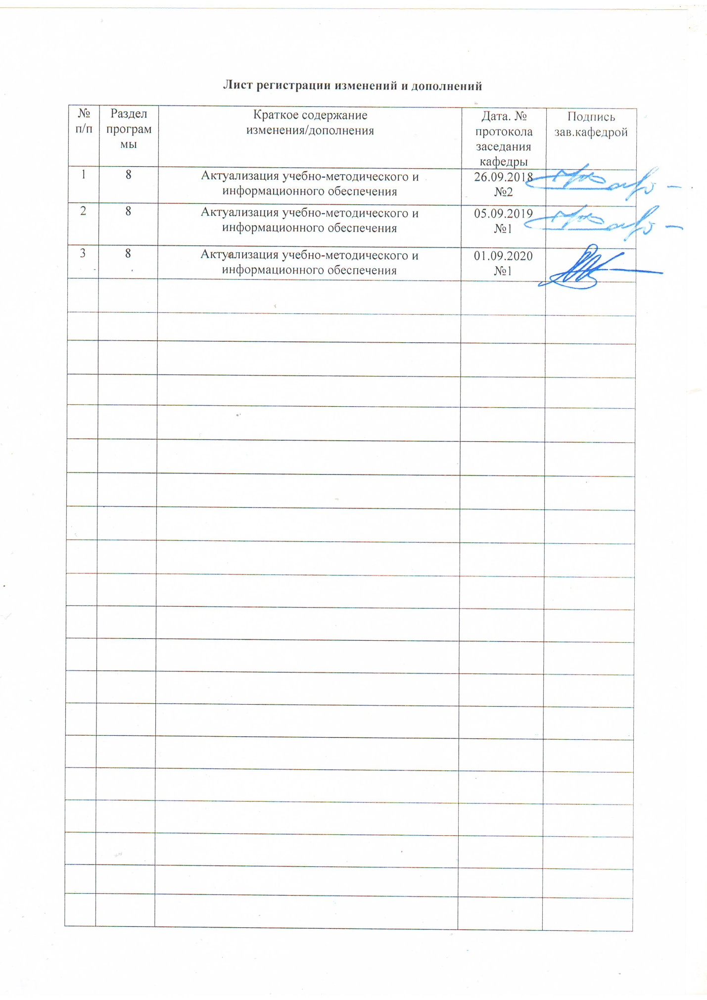 Лист регистрации изменений и дополнений
№ п/п
Раздел програм мы
Краткое содержание изменения/дополнения
Дата. № протокола заседания кафедры
Подпись зав.кафедрой
1
8
Актуализация учебно-методического и
информационного обеспечения
26.09.2018
№2
2
8
Актуализация учебно-методического и
информационного обеспечения
05.09.2019
№1
3
8
Актуализация учебно-методического и
информационного обеспечения
01.09.2020
№1